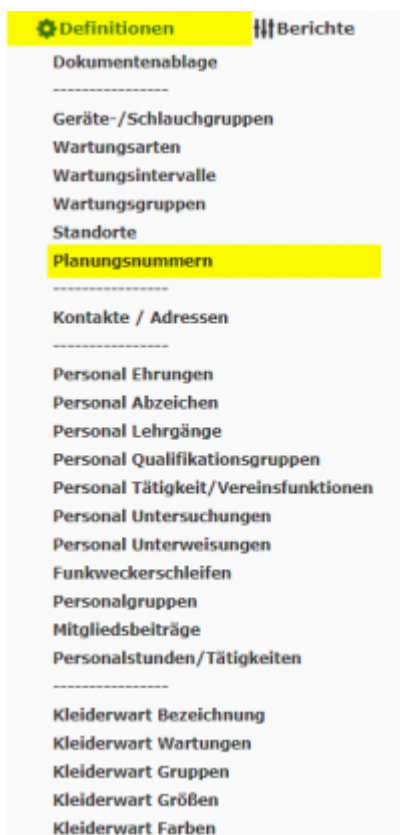 Definitionen Berichte
Dokumentenablage
----------------
Geräte-/Schlauchgruppen
Wartungsarten
Wartungsintervalle
Wartungsgruppen
Standorte
Planungsnummern
----------------
Kontakte / Adressen
----------------
Personal Ehrungen
Personal Abzeichen
Personal Lehrgänge
Personal Qualifikationsgruppen
Personal Tätigkeit/Vereinsfunktionen
Personal Untersuchungen
Personal Unterweisungen
Funkweckerschleifen
Personalgruppen
Mitgliedsbeiträge
Personalstunden/Tätigkeiten
----------------
Kleiderwart Bezeichnung
Kleiderwart Wartungen
Kleiderwart Gruppen
Kleiderwart Größen
Kleiderwart Farben